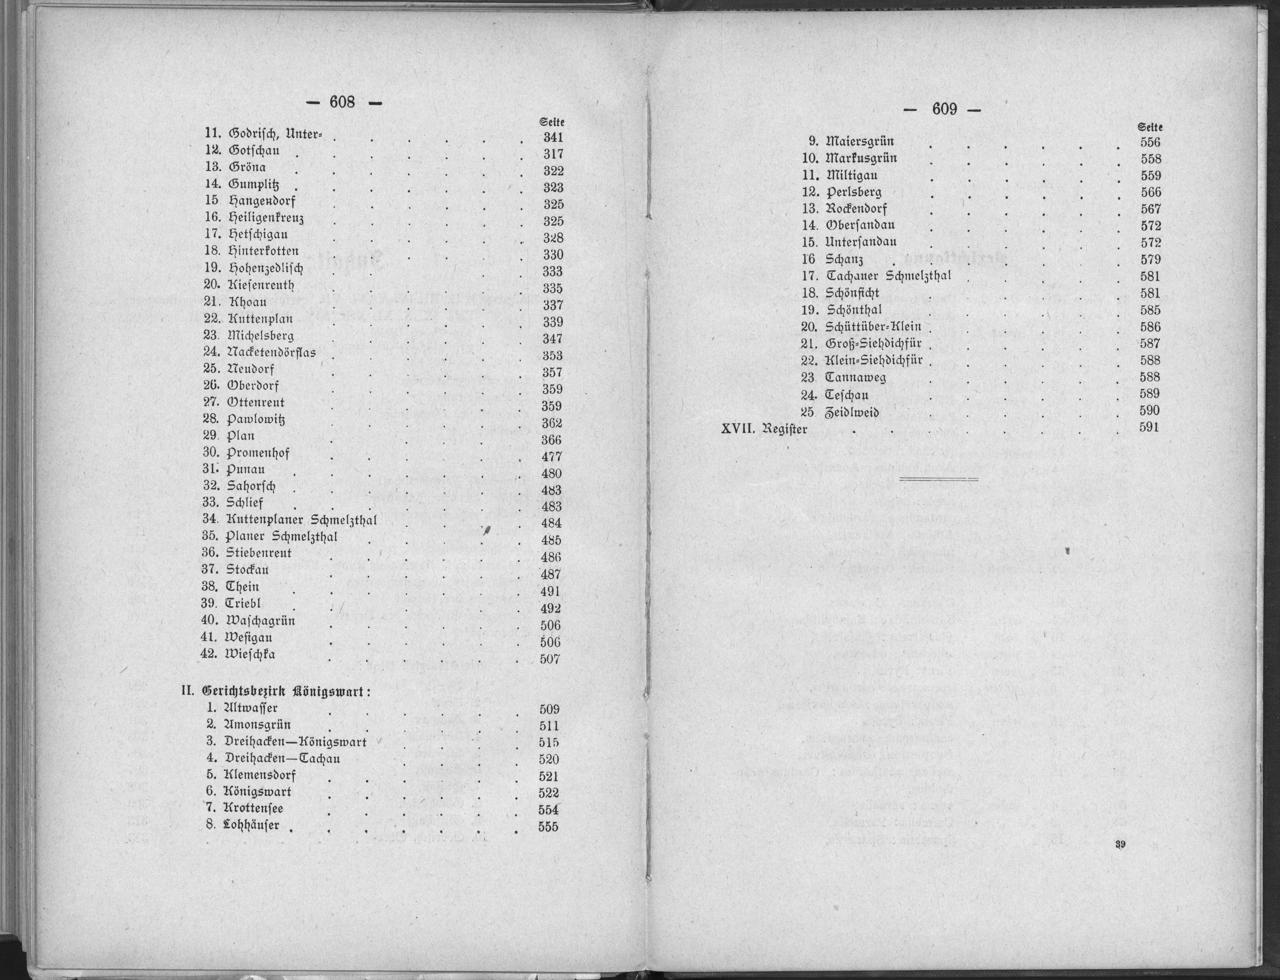 — 608 —
Seite
11. Godrisch, Unter- . . . . . . 341
12. Gotschau . . . . . . . 317
13. Gröna . . . . . . . 322
14. Gumplitz . . . . . . . 323
15 Hangendorf . . . . . . 325
16. Heiligenkreuz . . . . . . 325
17. Hetschigau . . . . . . 328
18. Hinterkotten . . . . . . 330
19. Hohenzedlisch . . . . . . 333
20. Kiesenreuth . . . . . . 335
21. Khoau . . . . . . . 337
22. Kuttenplan . . . . . . 339
23. Michelsberg . . . . . . 347
24. Nacketendörflas . . . . . . 353
25. Neudorf . . . . . . 357
26. Oberdorf . . . . . . 359
27. Ottenreut . . . . . . 359
28. Pawlowitz . . . . . . 362
29. Plan . . . . . . . 366
30. Promenhof . . . . . . 477
31. Punau . . . . . . . 480
32. Sahorsch . . . . . . . 483
33. Schlief . . . . . . . 483
34. Kuttenplaner Schmelzthal . . . . 484
35. Planer Schmelzthal . . . . . 485
36. Stiebenreut . . . . . . 486
37. Stockau . . . . . . 487
38. Thein . . . . . . . 491
39. Triebl . . . . . . . 492
40. Waschagrün . . . . . . 506
41. Wesigau . . . . . . 506
42. Wieschka . . . . . . 507
II. Gerichtsbezirk Königswart:
1. Altwasser . . . . . . 509
2. Amonsgrün . . . . . . 511
3. Dreihacken—Königswart . . . . 515
4. Dreihacken—Tachau . . . . 520
5. Klemensdorf . . . . . . 521
6. Königswart . . . . . . 522
7. Krottensee . . . . . . 554
8. Lohhäuser . . . . . . . 555
— 609 —
Seite
9. Maiersgrün . . . . . . 556
10. Markusgrün . . . . . . 558
11. Miltigau . . . . . . 559
12. Perlsberg . . . . . . 566
13. Rockendorf . . . . . . 567
14. Obersandau . . . . . . 572
15. Untersandau . . . . . . 572
16 Schanz . . . . . . . 579
17. Tachauer Schmelzthal . . . . . 581
18. Schönficht . . . . . . 581
19. Schönthal . . . . . . 585
20. Schüttüber-Klein . . . . . . 586
21. Groß-Siehdichfür . . . . . . 587
22. Klein-Siehdichfür . . . . . . 588
23 Tannaweg . . . . . . 588
24. Teschau . . . . . . 589
25 Zeidlweid . . . . . . 590
XVII. Register . . . . . . . . 591
39